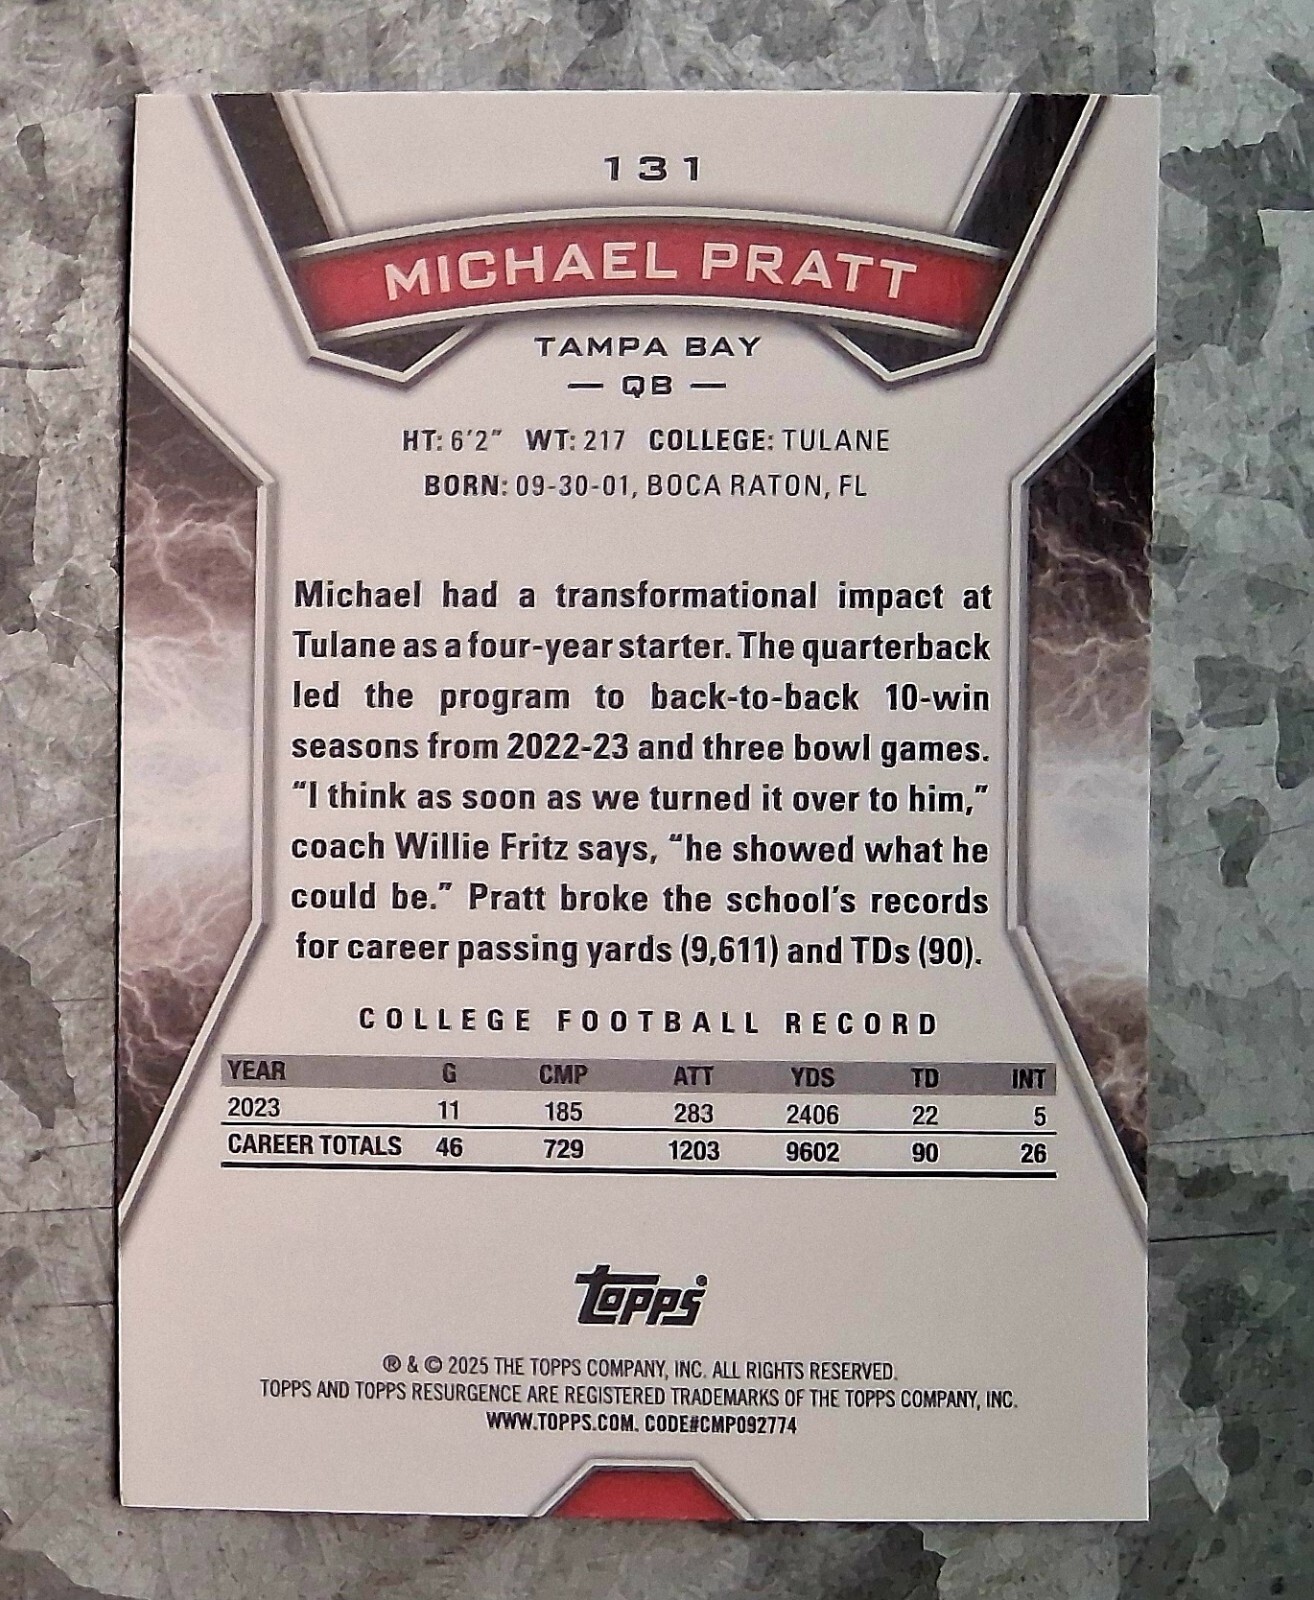 131
MICHAEL PRATT
TAMPA BAY
— QB —
HT: 6'2" WT: 217 COLLEGE: TULANE
BORN: 09-30-01, BOCA RATON, FL
Michael had a transformational impact at
Tulane as a four-year starter. The quarterback
led the program to back-to-back 10-win
seasons from 2022-23 and three bowl games.
“I think as soon as we turned it over to him,”
coach Willie Fritz says, “he showed what he
could be.” Pratt broke the school's records
for career passing yards (9,611) and TDs (90).
COLLEGE FOOTBALL RECORD
YEAR G CMP ATT YDS TD INT
2023 11 185 283 2406 22 5
CAREER TOTALS 46 729 1203 9602 90 26
topps®
® & © 2025 THE TOPPS COMPANY, INC. ALL RIGHTS RESERVED.
TOPPS AND TOPPS RESURGENCE ARE REGISTERED TRADEMARKS OF THE TOPPS COMPANY, INC.
WWW.TOPPS.COM. CODE#CMP092774